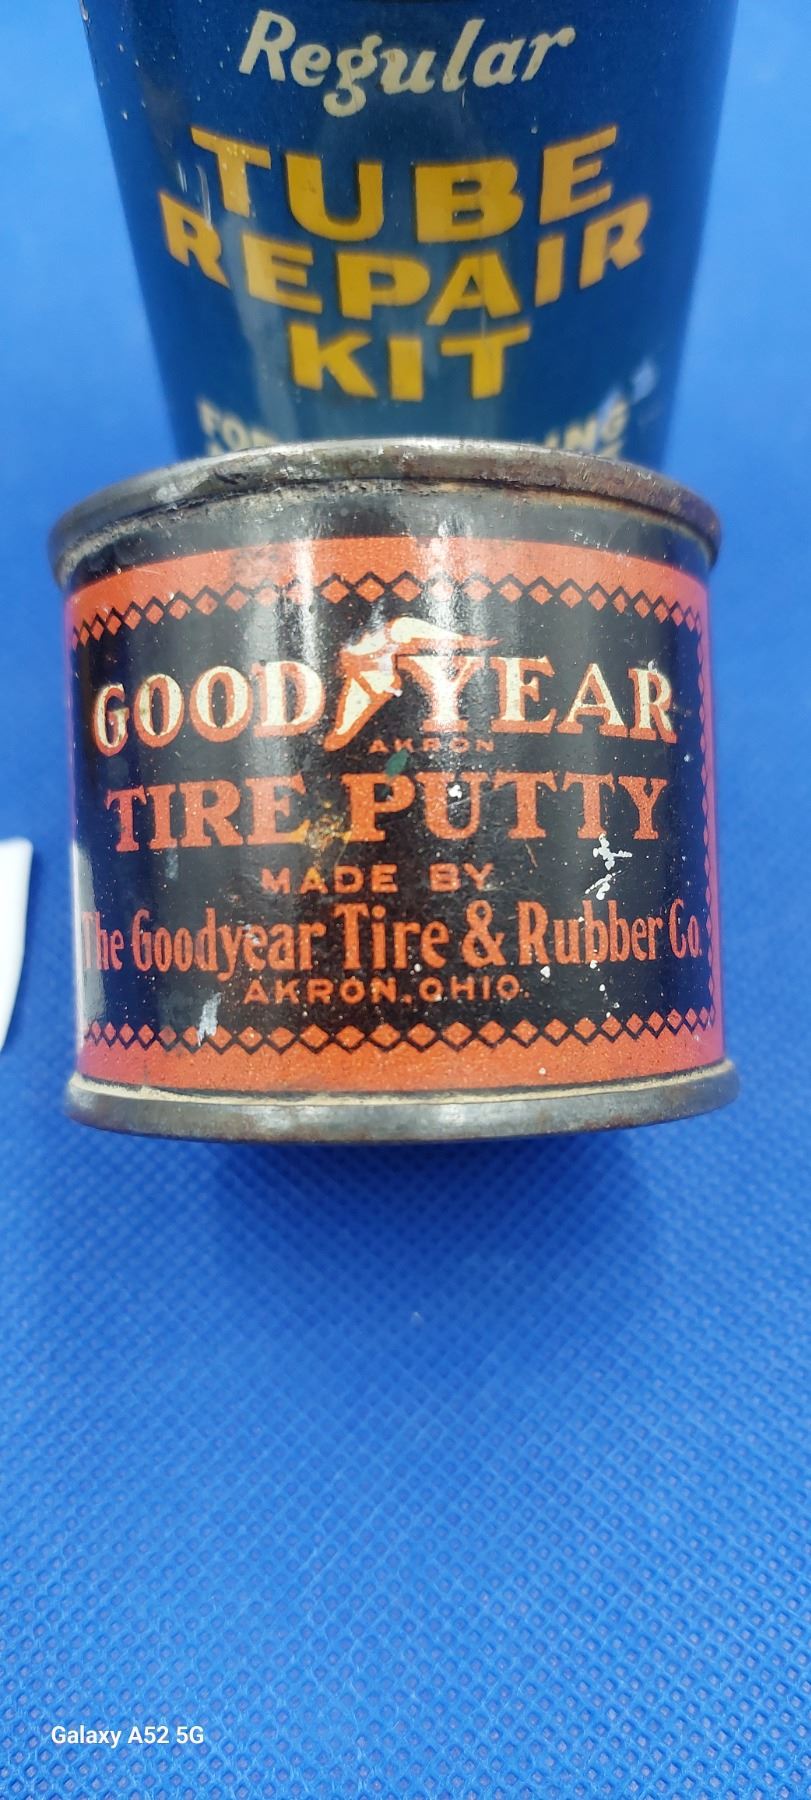 Regular
TUBE
REPAIR
KIT
GOODYEAR
AKRON
TIRE PUTTY
MADE BY
The Goodyear Tire & Rubber Co.
AKRON, OHIO.
Galaxy A52 5G